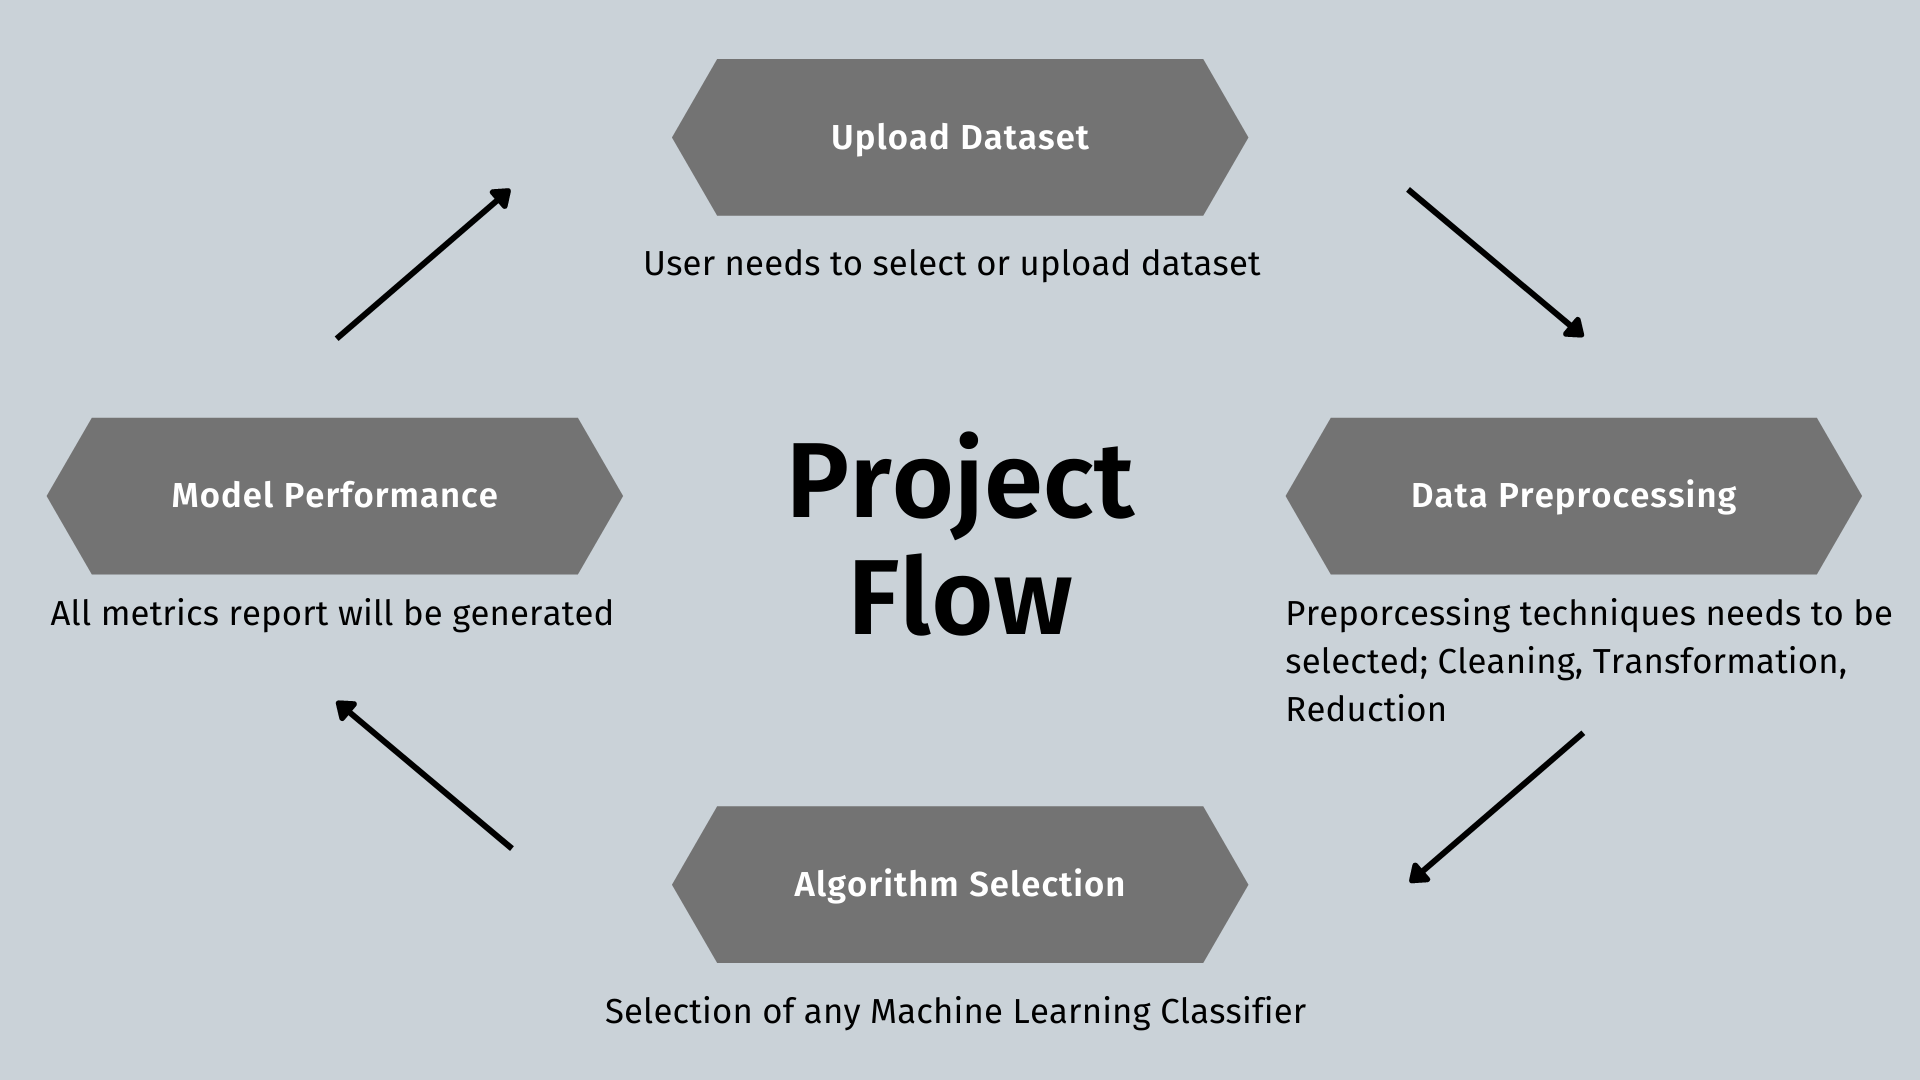 Upload Dataset
User needs to select or upload dataset
Project
Flow
Model Performance
All metrics report will be generated
Data Preprocessing
Preporcessing techniques needs to be
selected; Cleaning, Transformation,
Reduction
Algorithm Selection
Selection of any Machine Learning Classifier